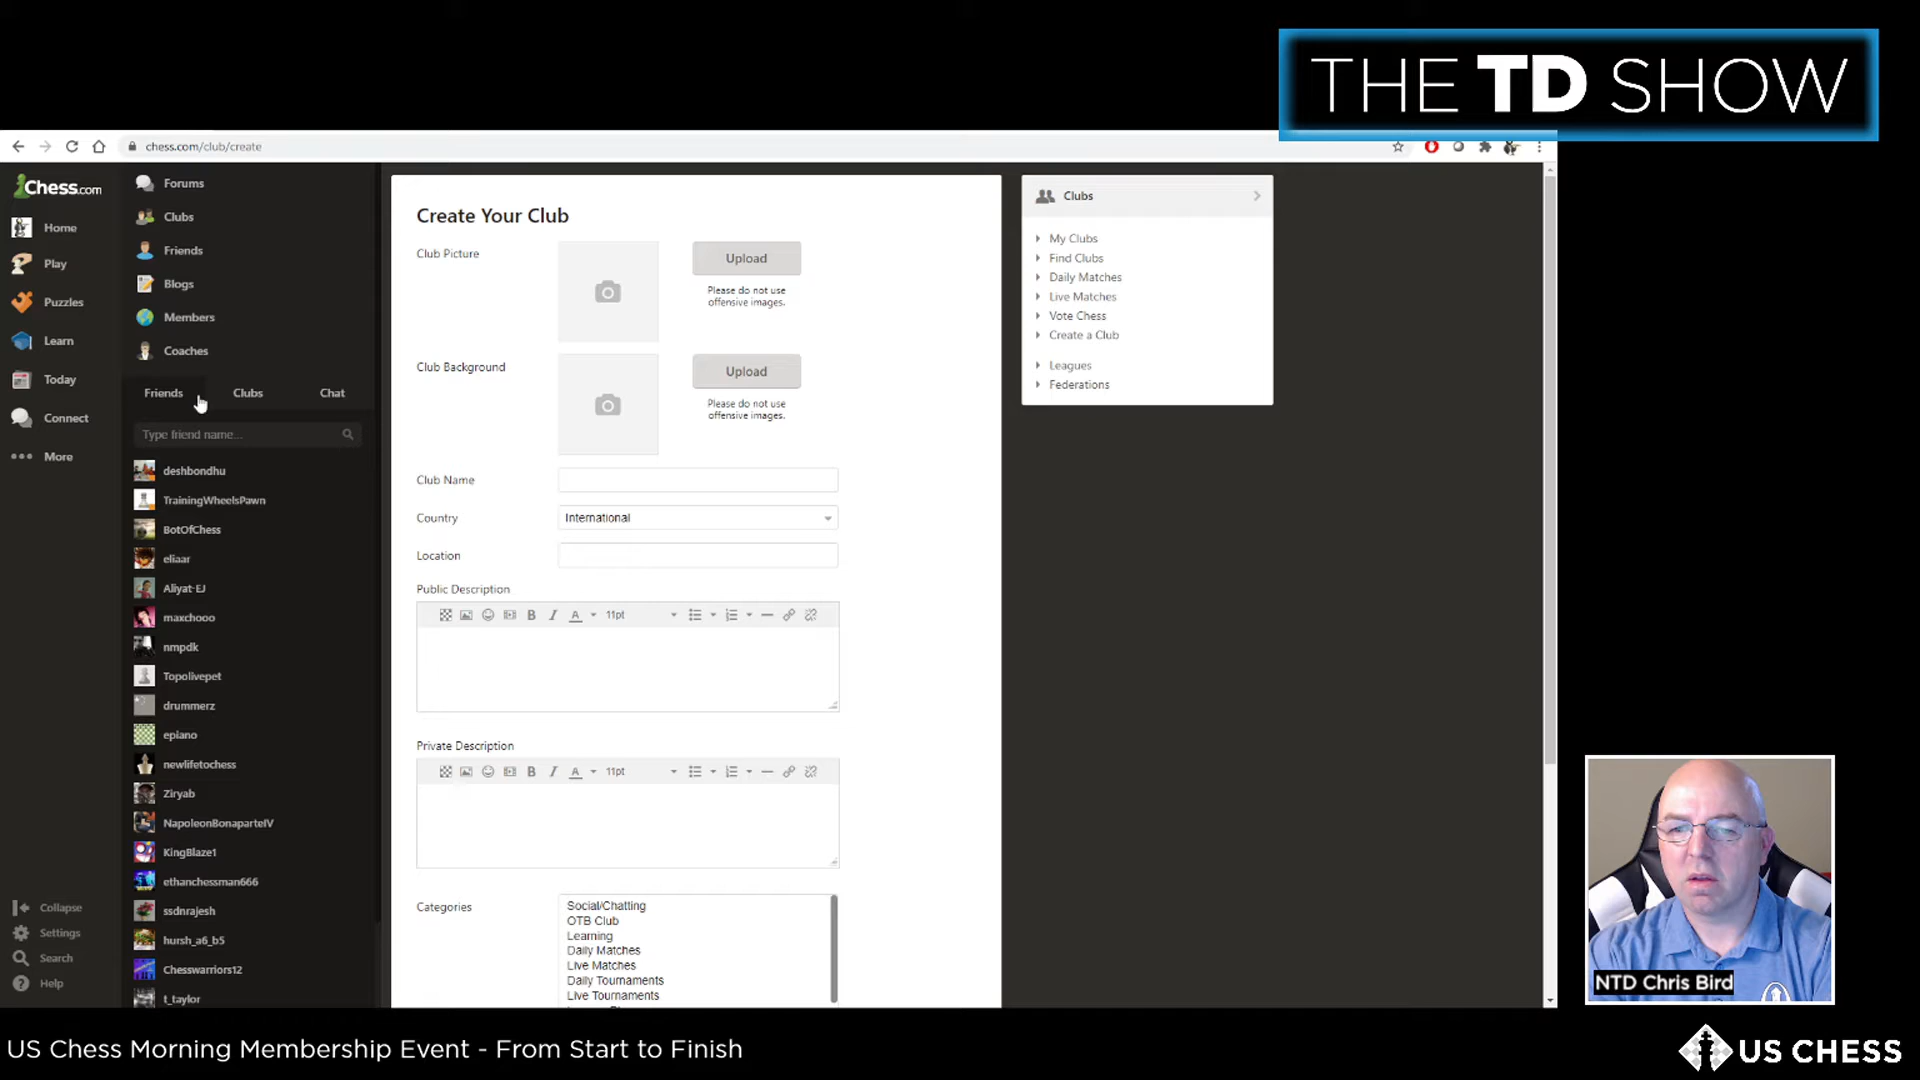 THE TD SHOW
chess.com/club/create
Chess.com
Home
Play
Puzzles
Learn
Today
Connect
More
Collapse
Settings
Search
Help
Forums
Clubs
Friends
Blogs
Members
Coaches
Friends
Clubs
Chat
Type friend name...
deshbondhu
TrainingWheelsPawn
BotOfChess
eliaar
Aliyat-EJ
maxchooo
nmpdk
Topolivepet
drummerz
epiano
newlifetochess
Ziryab
NapoleonBonaparteIV
KingBlaze1
ethanchessman666
ssdnrajesh
hursh_a6_b5
Chesswarriors12
t_taylor
Create Your Club
Club Picture
Upload
Please do not use
offensive images.
Club Background
Upload
Please do not use
offensive images.
Club Name
Country
International
Location
Public Description
B I A 11pt
Private Description
B I A 11pt
Categories
Social/Chatting
OTB Club
Learning
Daily Matches
Live Matches
Daily Tournaments
Live Tournaments
Clubs
My Clubs
Find Clubs
Daily Matches
Live Matches
Vote Chess
Create a Club
Leagues
Federations
NTD Chris Bird
US Chess Morning Membership Event - From Start to Finish
US CHESS